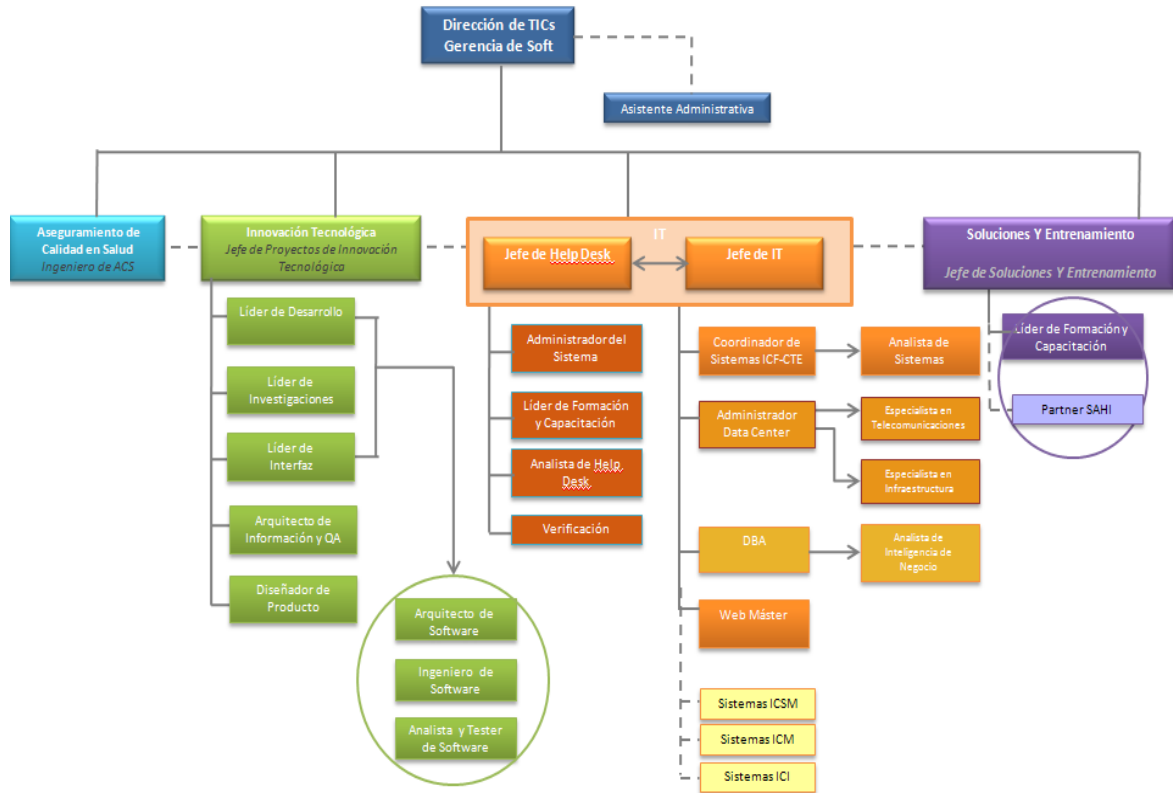 Dirección de TICs
Gerencia de Soft
Asistente Administrativa
Aseguramiento de
Calidad en Salud
Ingeniero de ACS
Innovación Tecnológica
Jefe de Proyectos de Innovación
Tecnológica
IT
Jefe de Help Desk
Jefe de IT
Soluciones Y Entrenamiento
Jefe de Soluciones Y Entrenamiento
Líder de Desarrollo
Líder de
Investigaciones
Líder de
Interfaz
Arquitecto de
Información y QA
Diseñador de
Producto
Arquitecto de
Software
Ingeniero de
Software
Analista y Tester
de Software
Administrador del
Sistema
Líder de Formación
y Capacitación
Analista de Help
Desk
Verificación
Coordinador de
Sistemas ICF-CTE
Analista de
Sistemas
Administrador
Data Center
Especialista en
Telecomunicaciones
Especialista en
Infraestructura
DBA
Analista de
Inteligencia de
Negocio
Web Máster
Sistemas ICSM
Sistemas ICM
Sistemas ICI
Líder de Formación y
Capacitación
Partner SAHI